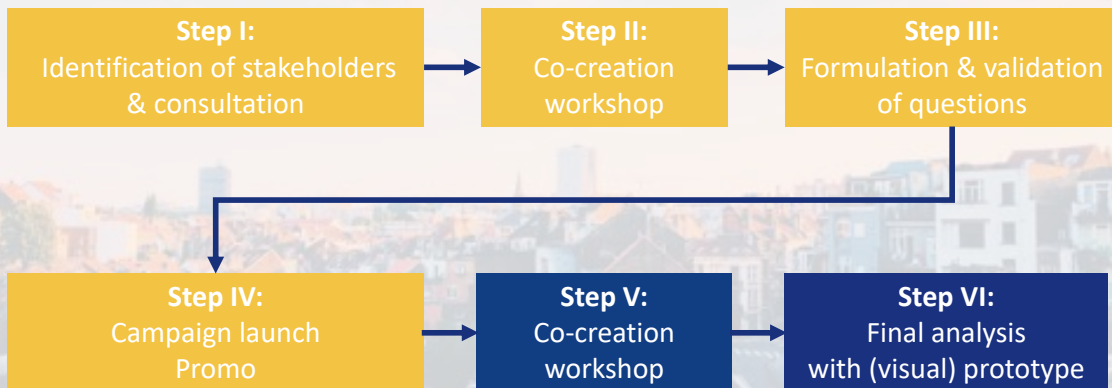 Step I:
Identification of stakeholders
& consultation
Step II:
Co-creation
workshop
Step III:
Formulation & validation
of questions
Step IV:
Campaign launch
Promo
Step V:
Co-creation
workshop
Step VI:
Final analysis
with (visual) prototype